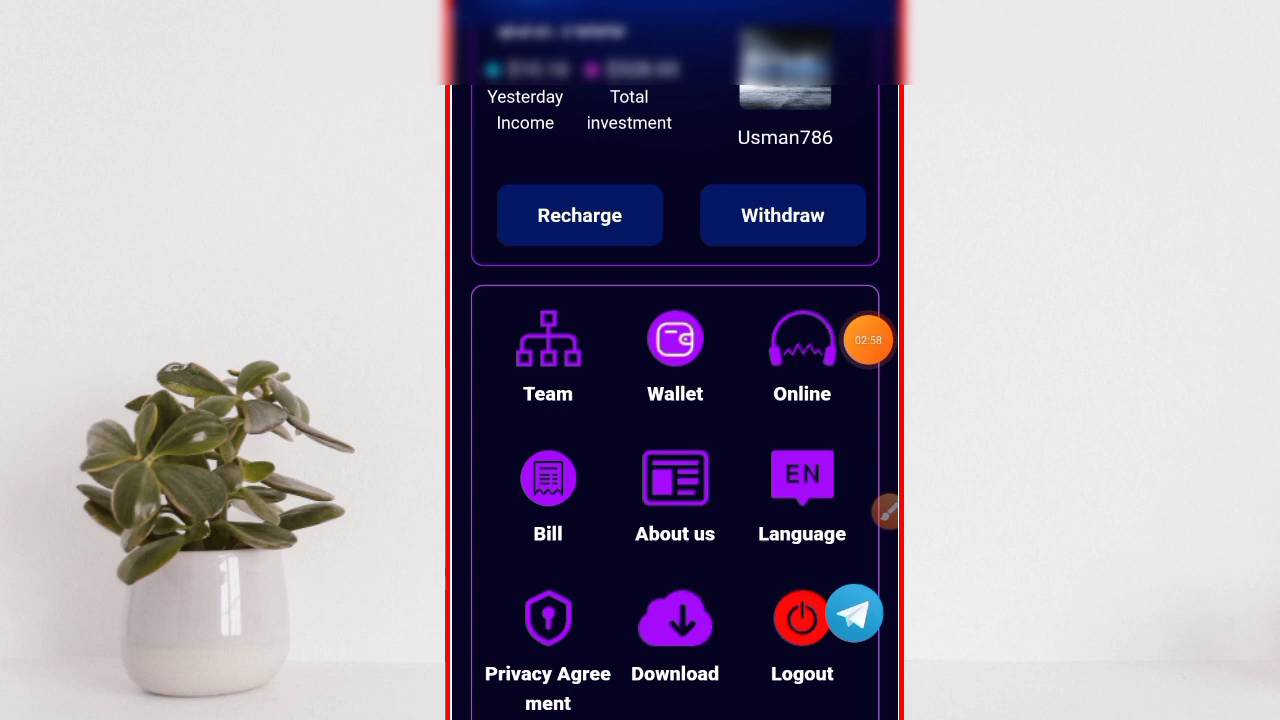 Yesterday Total
Income investment
Usman786
Recharge Withdraw
02:58
Team Wallet Online
EN
Bill About us Language
Privacy Agree Download Logout
ment